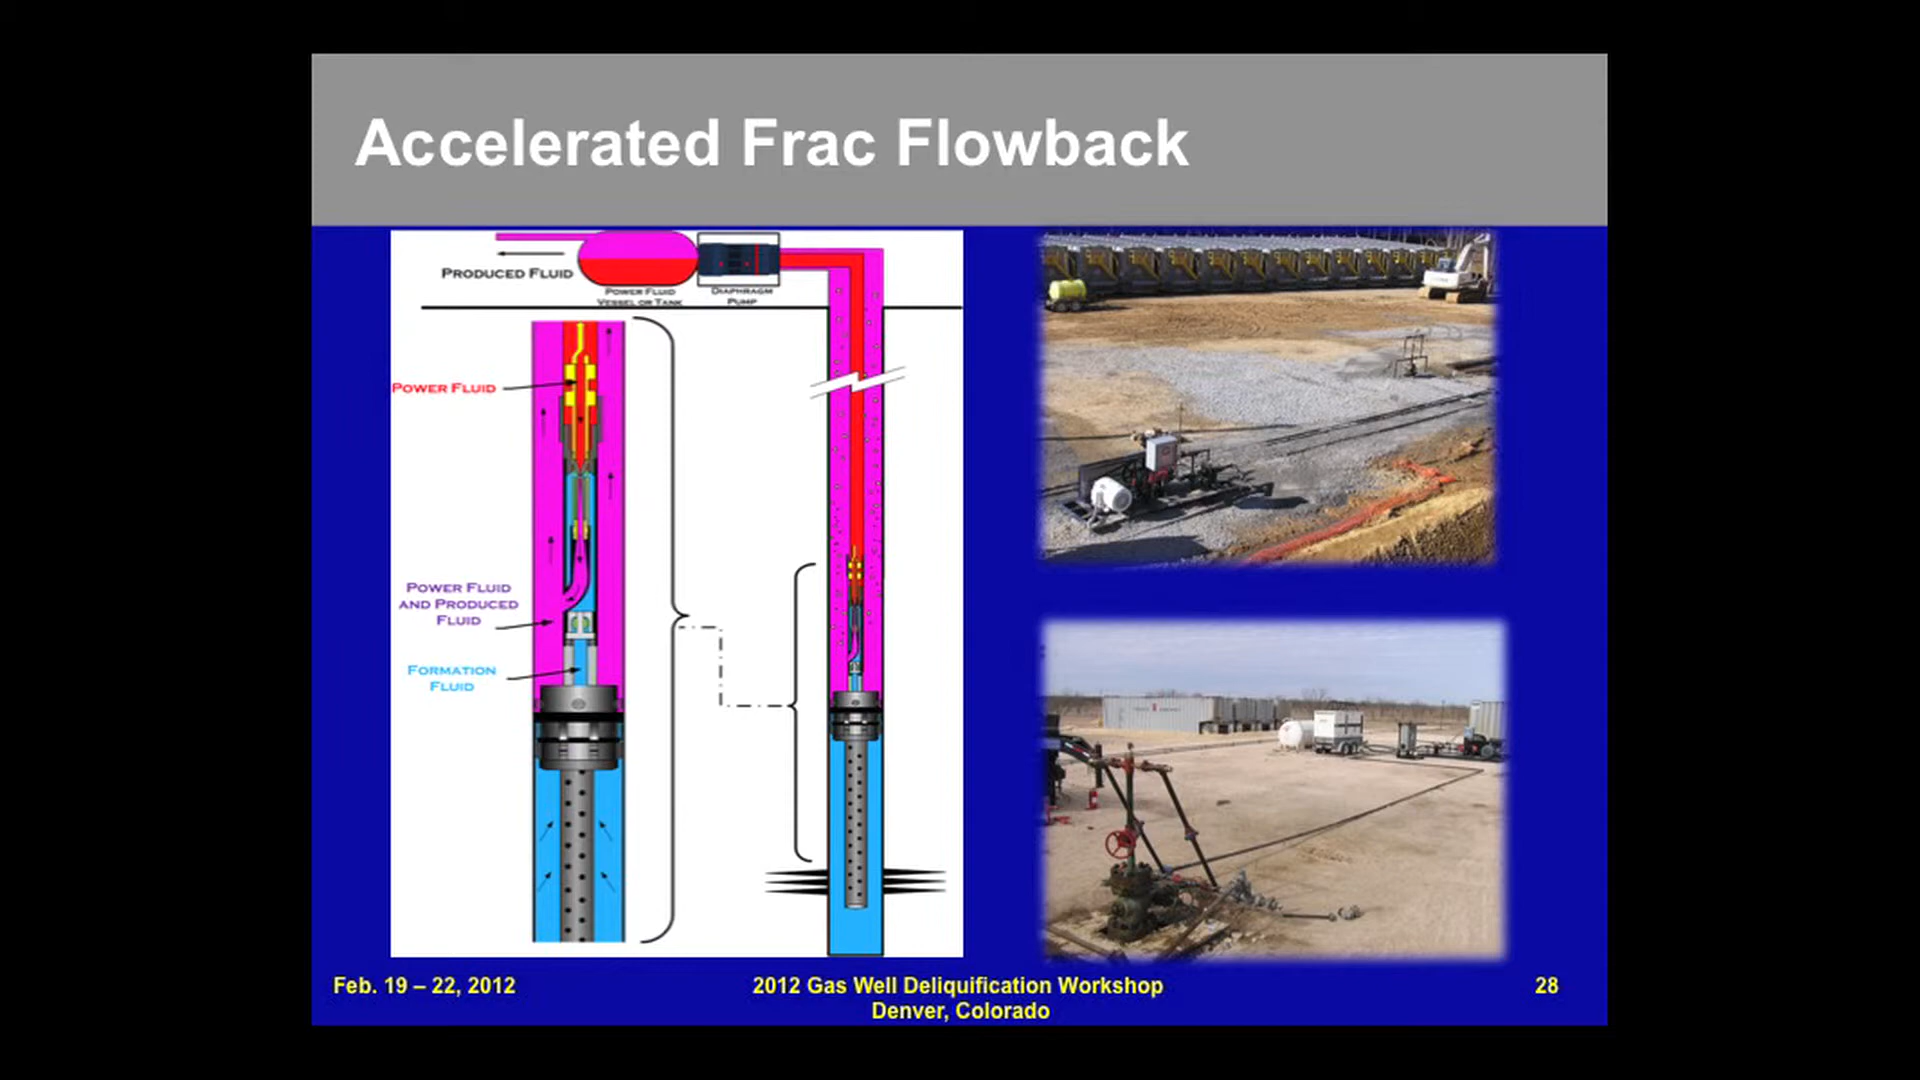 Accelerated Frac Flowback
PRODUCED FLUID
POWER FLUID
VESSEL OR TANK
DIAPHRAGM
PUMP
POWER FLUID
POWER FLUID
AND PRODUCED
FLUID
FORMATION
FLUID
Feb. 19 – 22, 2012
2012 Gas Well Deliquification Workshop
Denver, Colorado
28